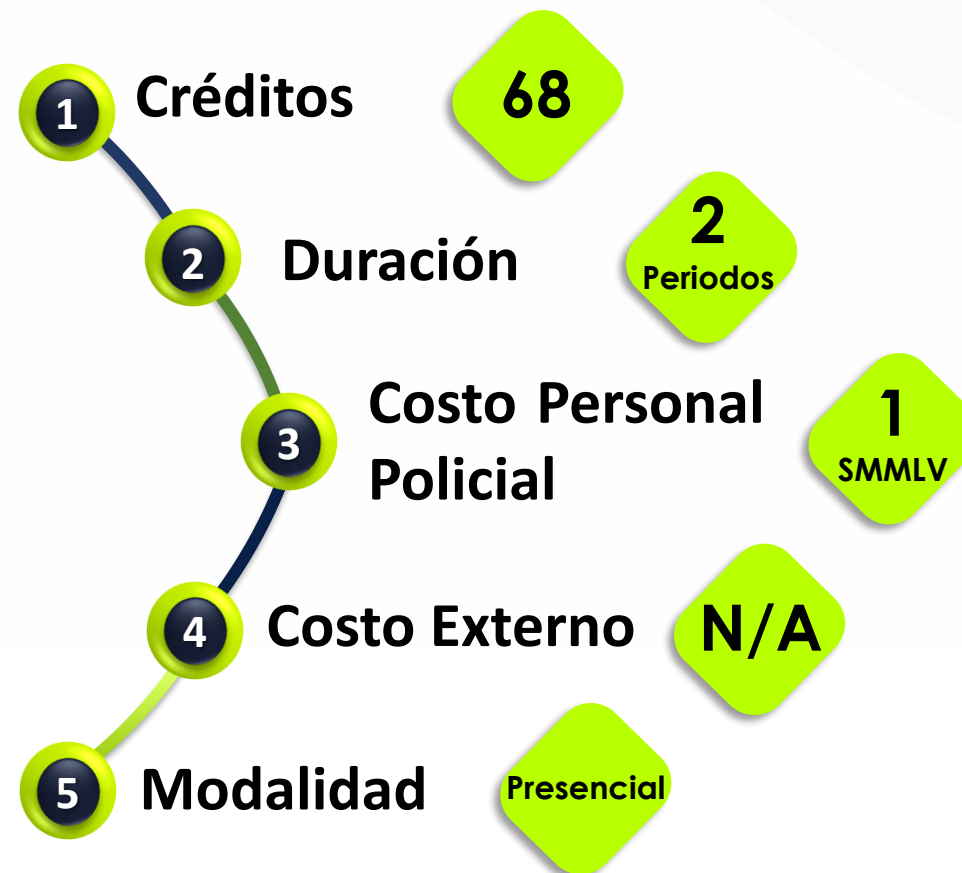 1 Créditos 68
2 Duración 2
Periodos
3 Costo Personal
Policial 1
SMMLV
4 Costo Externo N/A
5 Modalidad Presencial